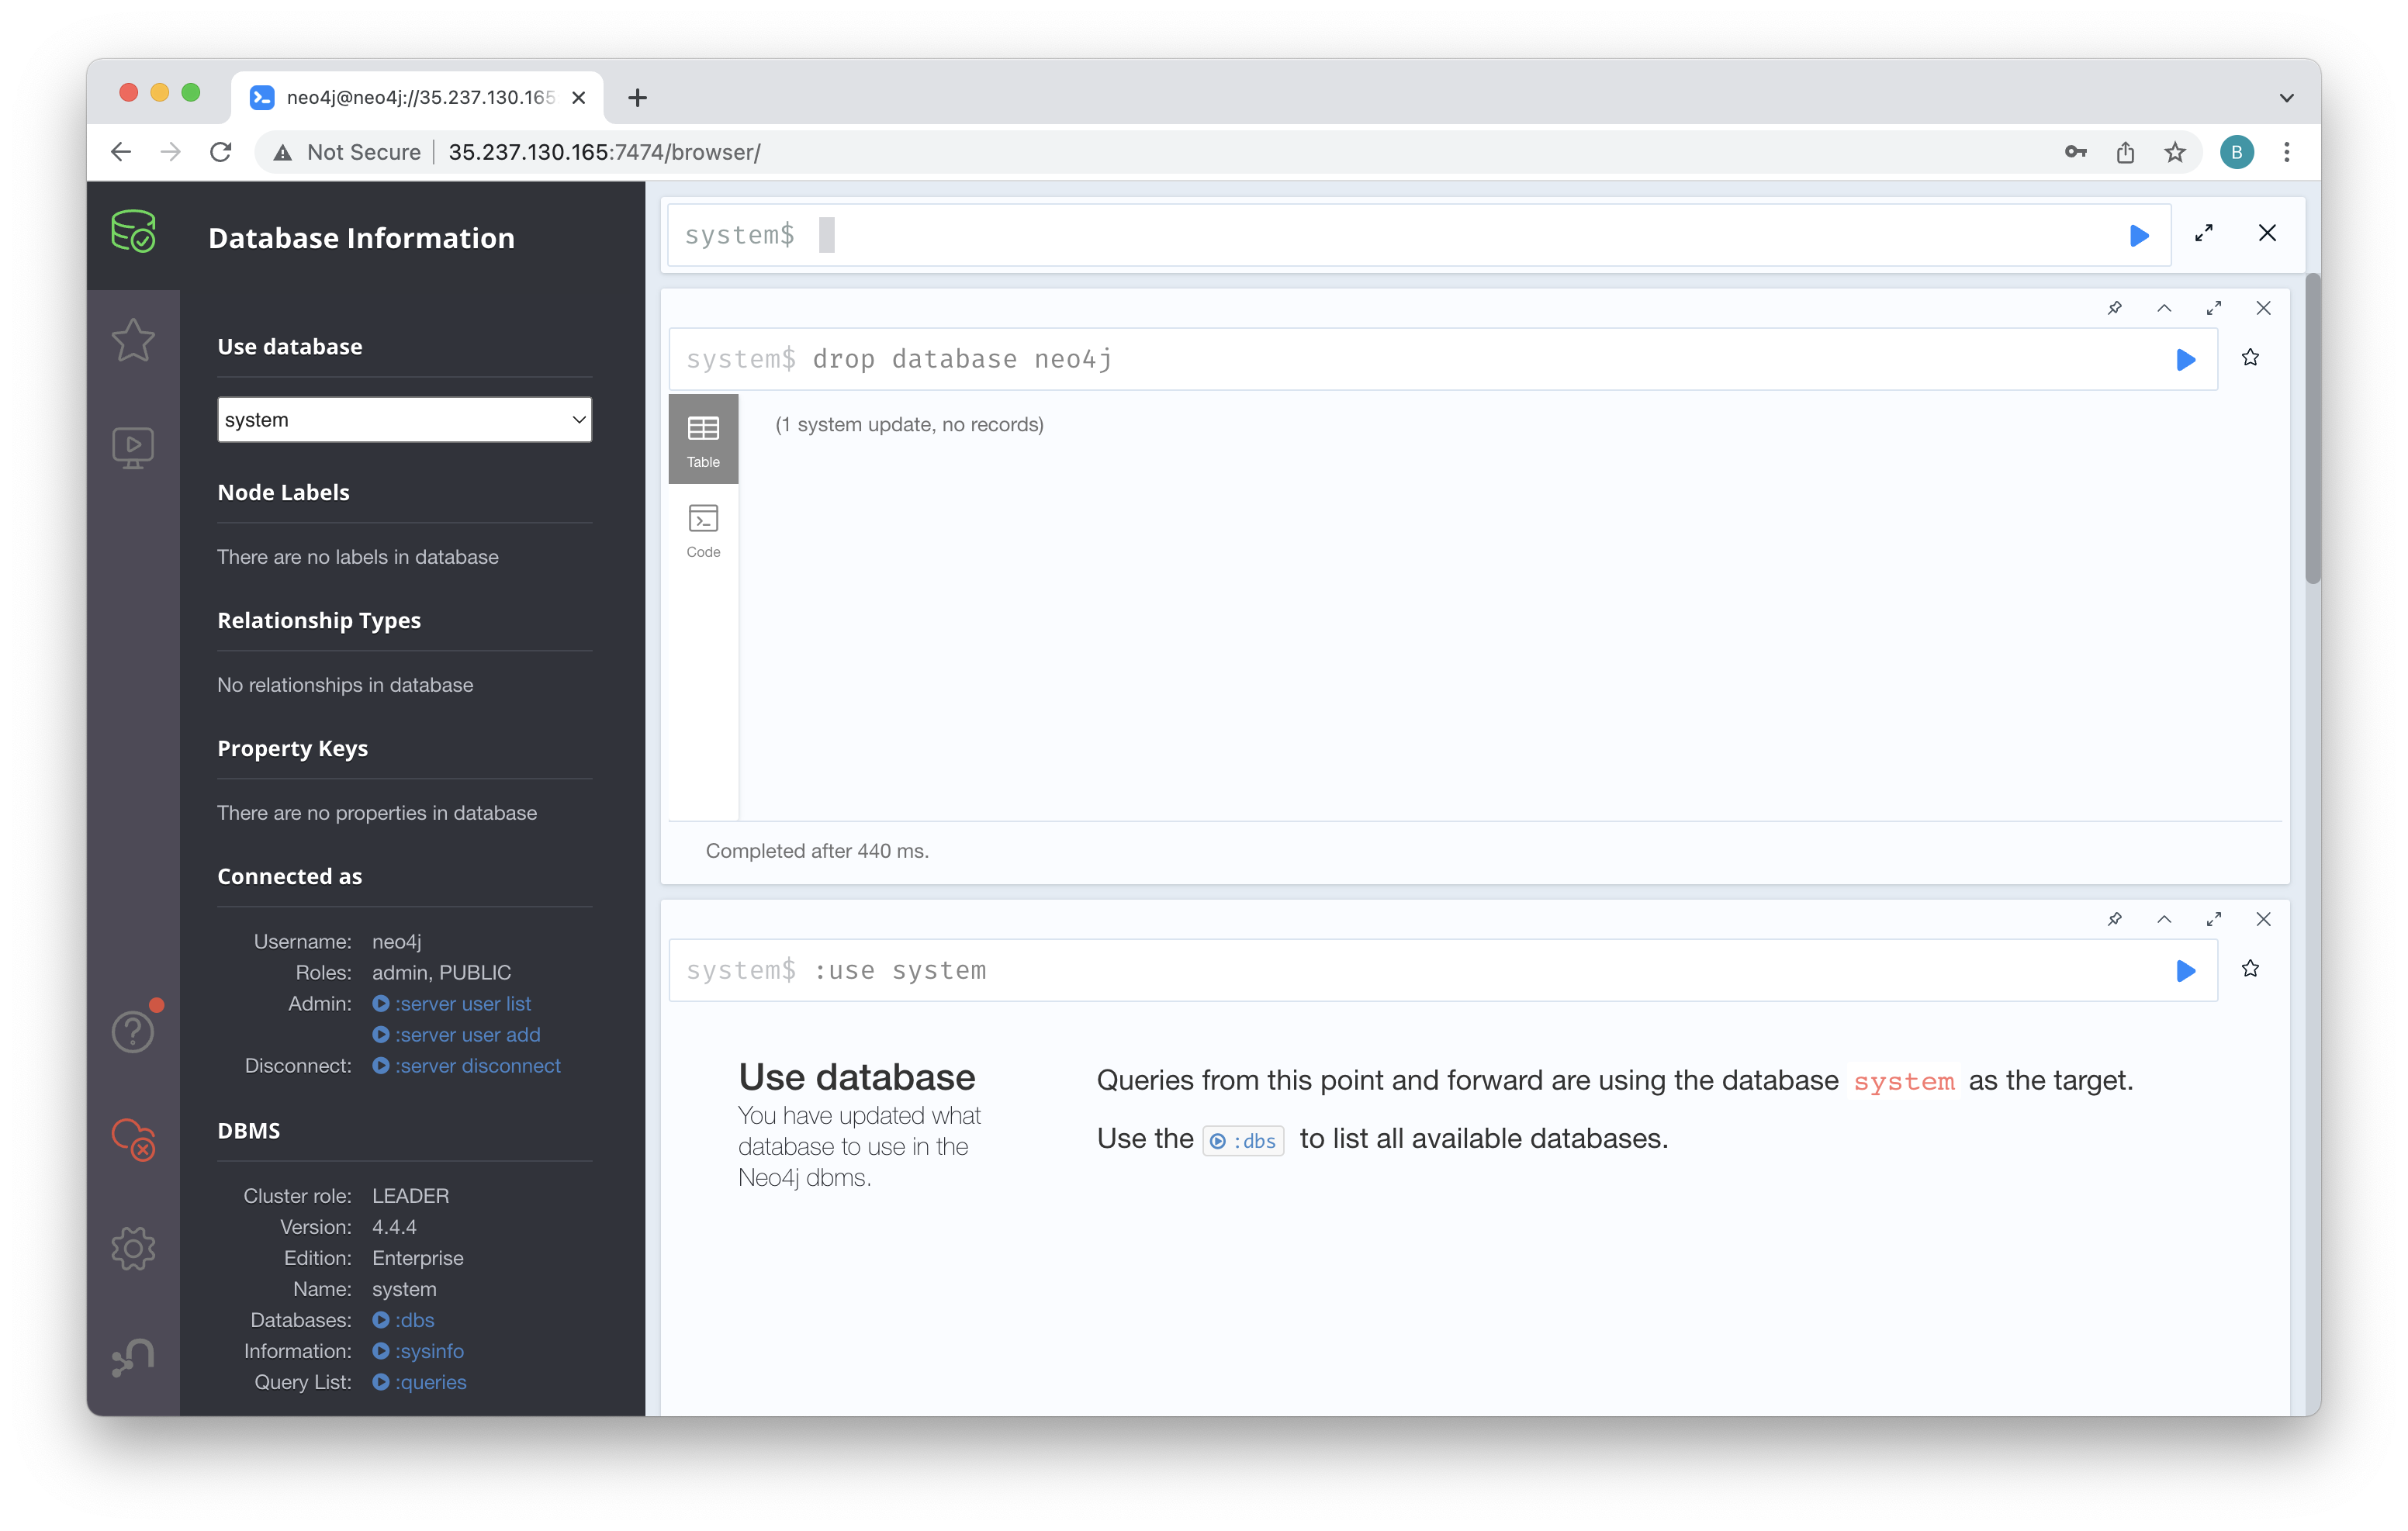 neo4j@neo4j://35.237.130.165
Not Secure | 35.237.130.165:7474/browser/
B
Database Information
Use database
system
Node Labels
There are no labels in database
Relationship Types
No relationships in database
Property Keys
There are no properties in database
Connected as
Username: neo4j
Roles: admin, PUBLIC
Admin: :server user list
:server user add
Disconnect: :server disconnect
DBMS
Cluster role: LEADER
Version: 4.4.4
Edition: Enterprise
Name: system
Databases: :dbs
Information: :sysinfo
Query List: :queries
system$
system$ drop database neo4j
Table
Code
(1 system update, no records)
Completed after 440 ms.
system$ :use system
Use database
You have updated what
database to use in the
Neo4j dbms.
Queries from this point and forward are using the database system as the target.
Use the :dbs to list all available databases.